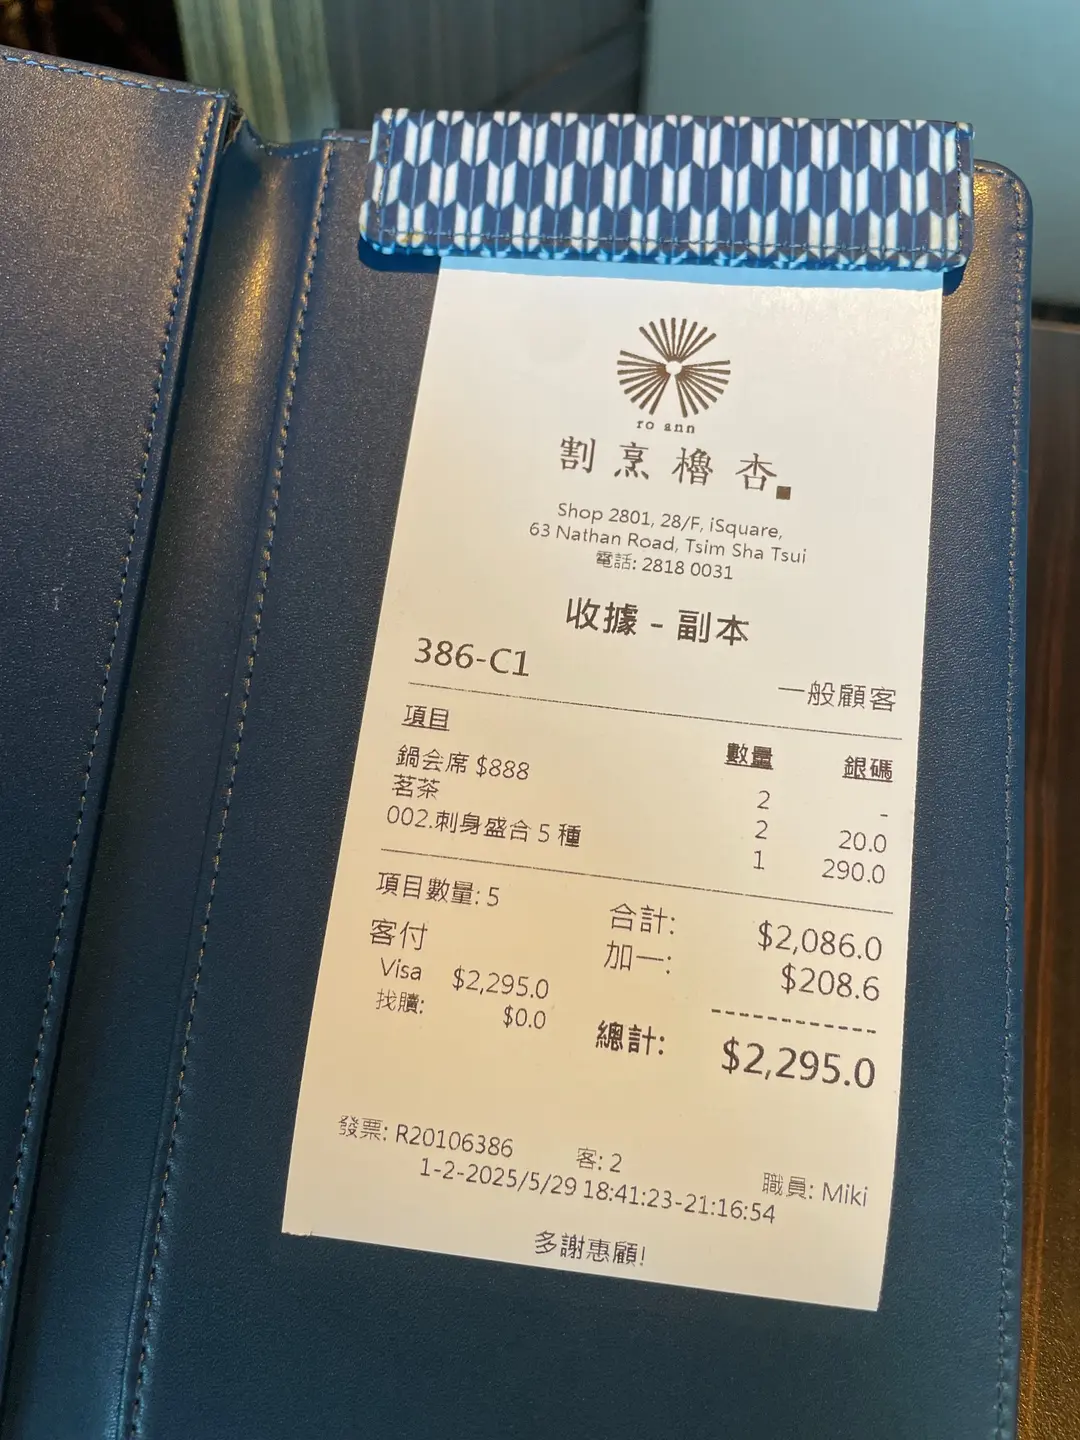 ro ann
割烹櫓杏
Shop 2801, 28/F, iSquare,
63 Nathan Road, Tsim Sha Tsui
電話: 2818 0031
收據 - 副本
386-C1
一般顧客
項目 數量 銀碼
鍋会席 $888 2 -
茗茶 2 20.0
002.刺身盛合 5 種 1 290.0
項目數量: 5
合計: $2,086.0
加一: $208.6
客付
Visa $2,295.0
找贖: $0.0
總計: $2,295.0
發票: R20106386 客: 2 職員: Miki
1-2-2025/5/29 18:41:23-21:16:54
多謝惠顧!